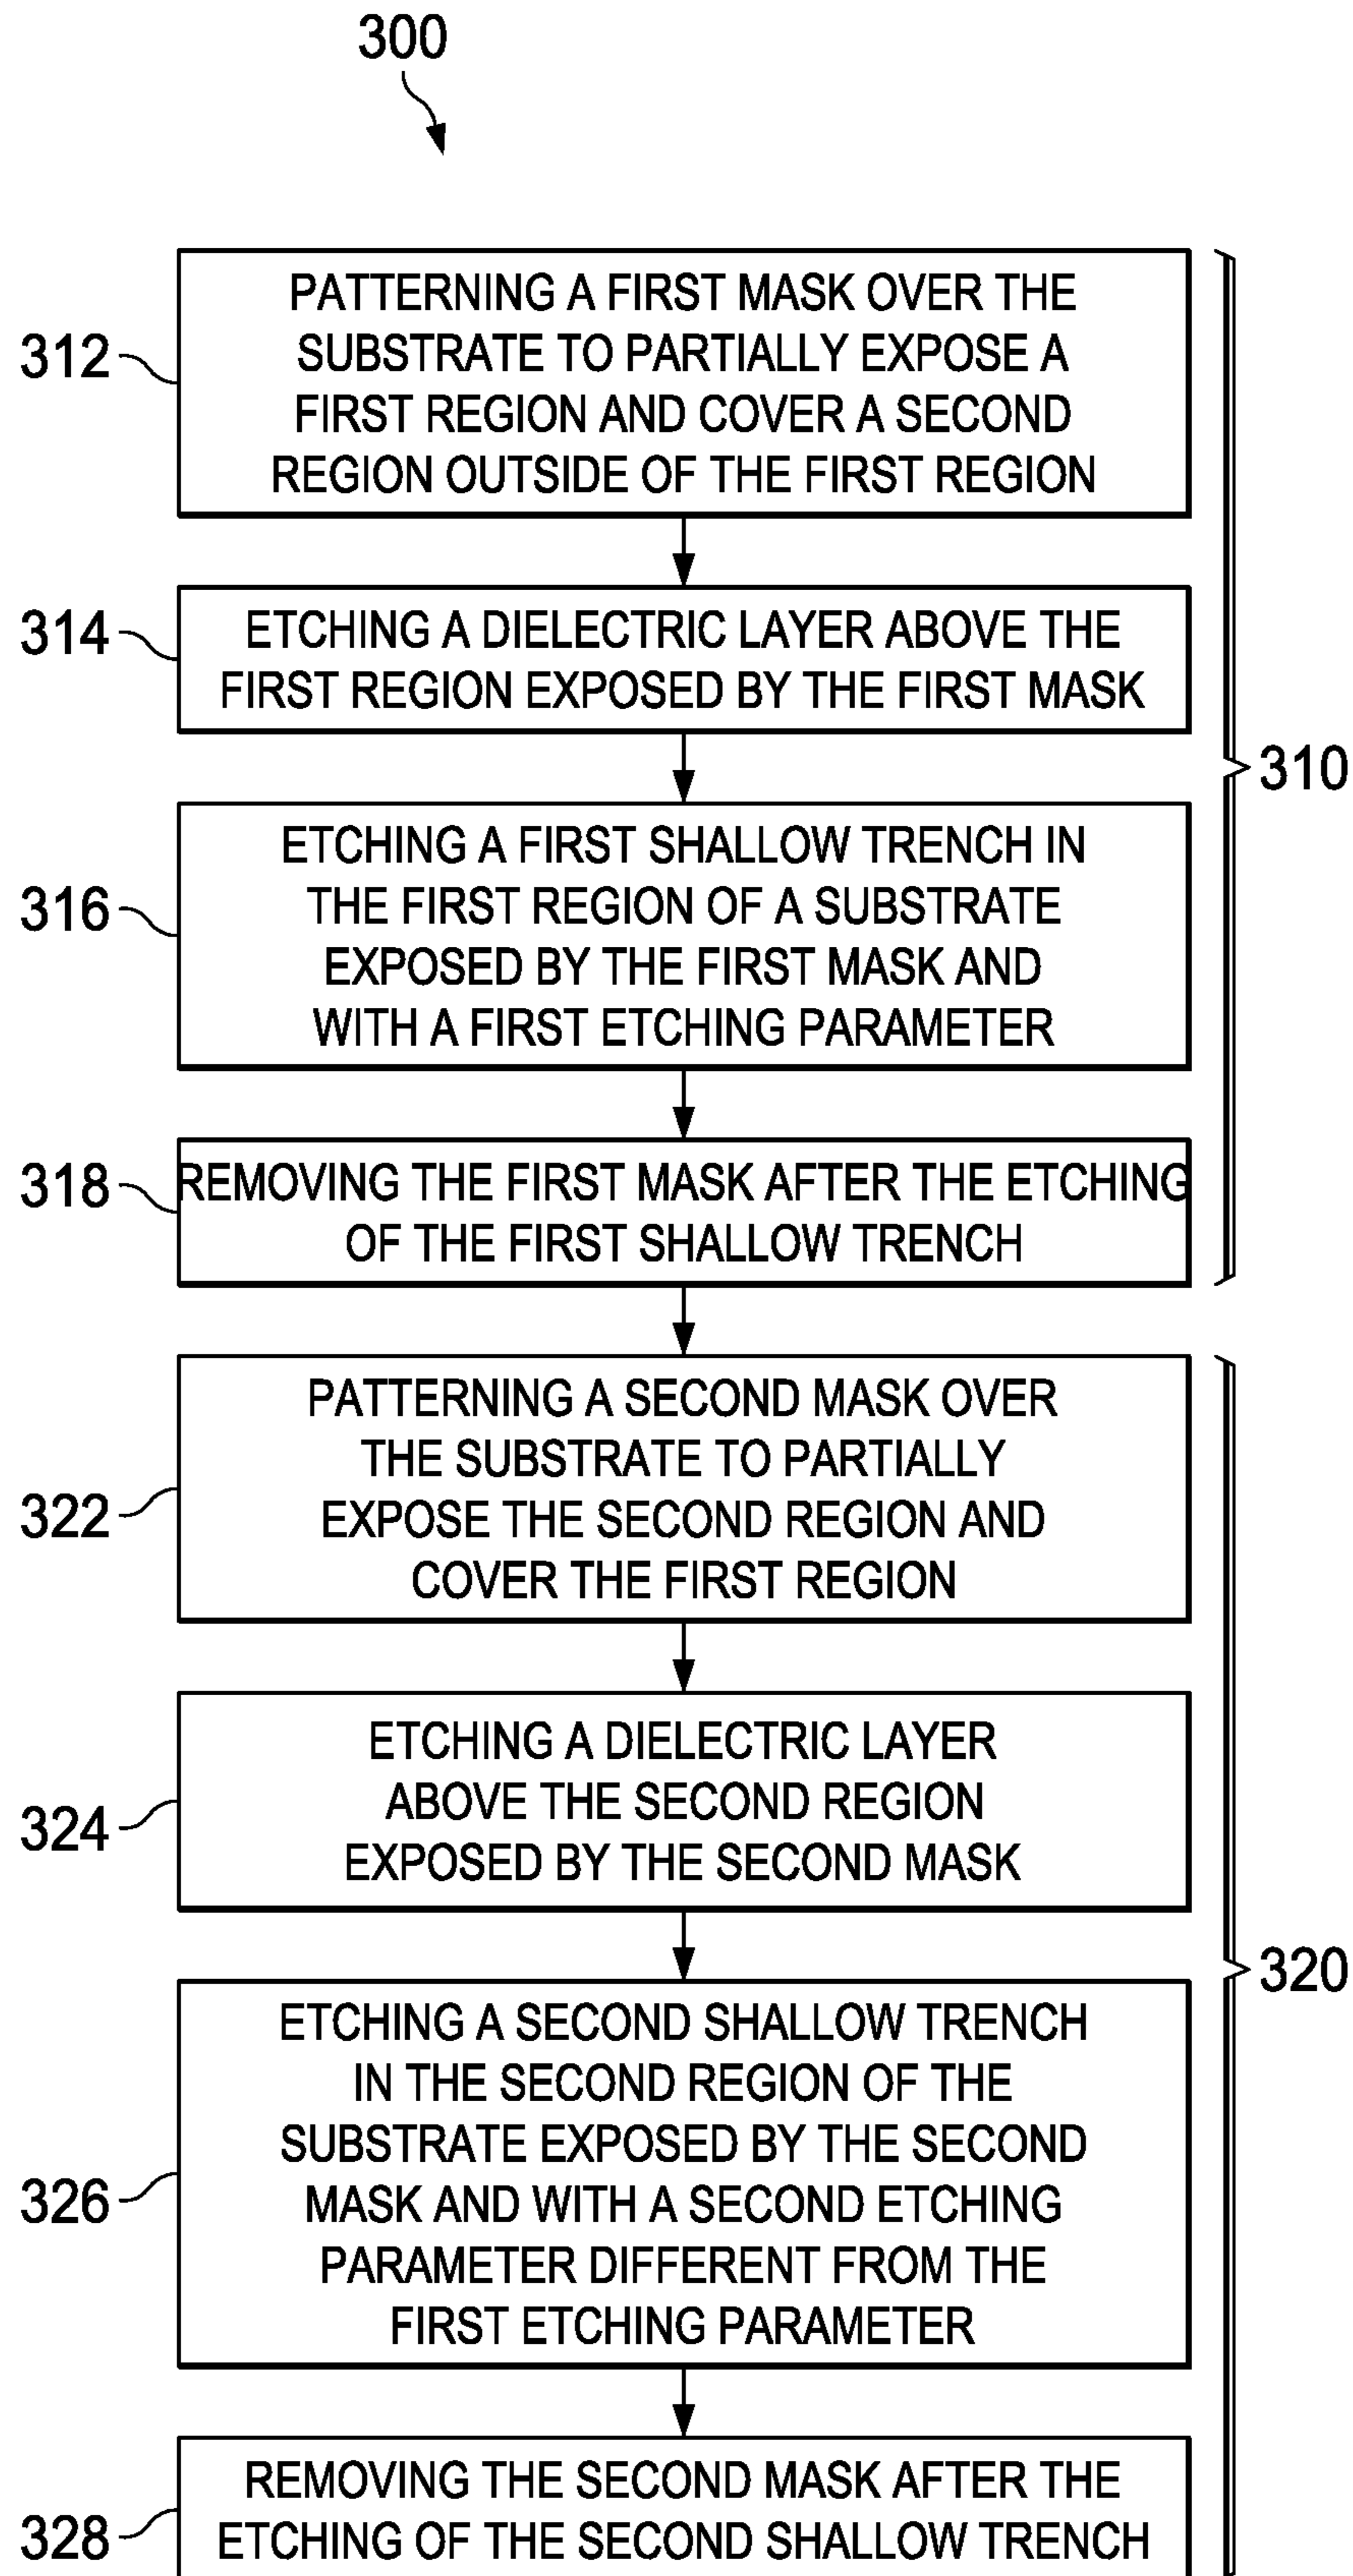 300
312
PATTERNING A FIRST MASK OVER THE
SUBSTRATE TO PARTIALLY EXPOSE A
FIRST REGION AND COVER A SECOND
REGION OUTSIDE OF THE FIRST REGION
314
ETCHING A DIELECTRIC LAYER ABOVE THE
FIRST REGION EXPOSED BY THE FIRST MASK
310
316
ETCHING A FIRST SHALLOW TRENCH IN
THE FIRST REGION OF A SUBSTRATE
EXPOSED BY THE FIRST MASK AND
WITH A FIRST ETCHING PARAMETER
318
REMOVING THE FIRST MASK AFTER THE ETCHING
OF THE FIRST SHALLOW TRENCH
322
PATTERNING A SECOND MASK OVER
THE SUBSTRATE TO PARTIALLY
EXPOSE THE SECOND REGION AND
COVER THE FIRST REGION
324
ETCHING A DIELECTRIC LAYER
ABOVE THE SECOND REGION
EXPOSED BY THE SECOND MASK
320
326
ETCHING A SECOND SHALLOW TRENCH
IN THE SECOND REGION OF THE
SUBSTRATE EXPOSED BY THE SECOND
MASK AND WITH A SECOND ETCHING
PARAMETER DIFFERENT FROM THE
FIRST ETCHING PARAMETER
328
REMOVING THE SECOND MASK AFTER THE
ETCHING OF THE SECOND SHALLOW TRENCH